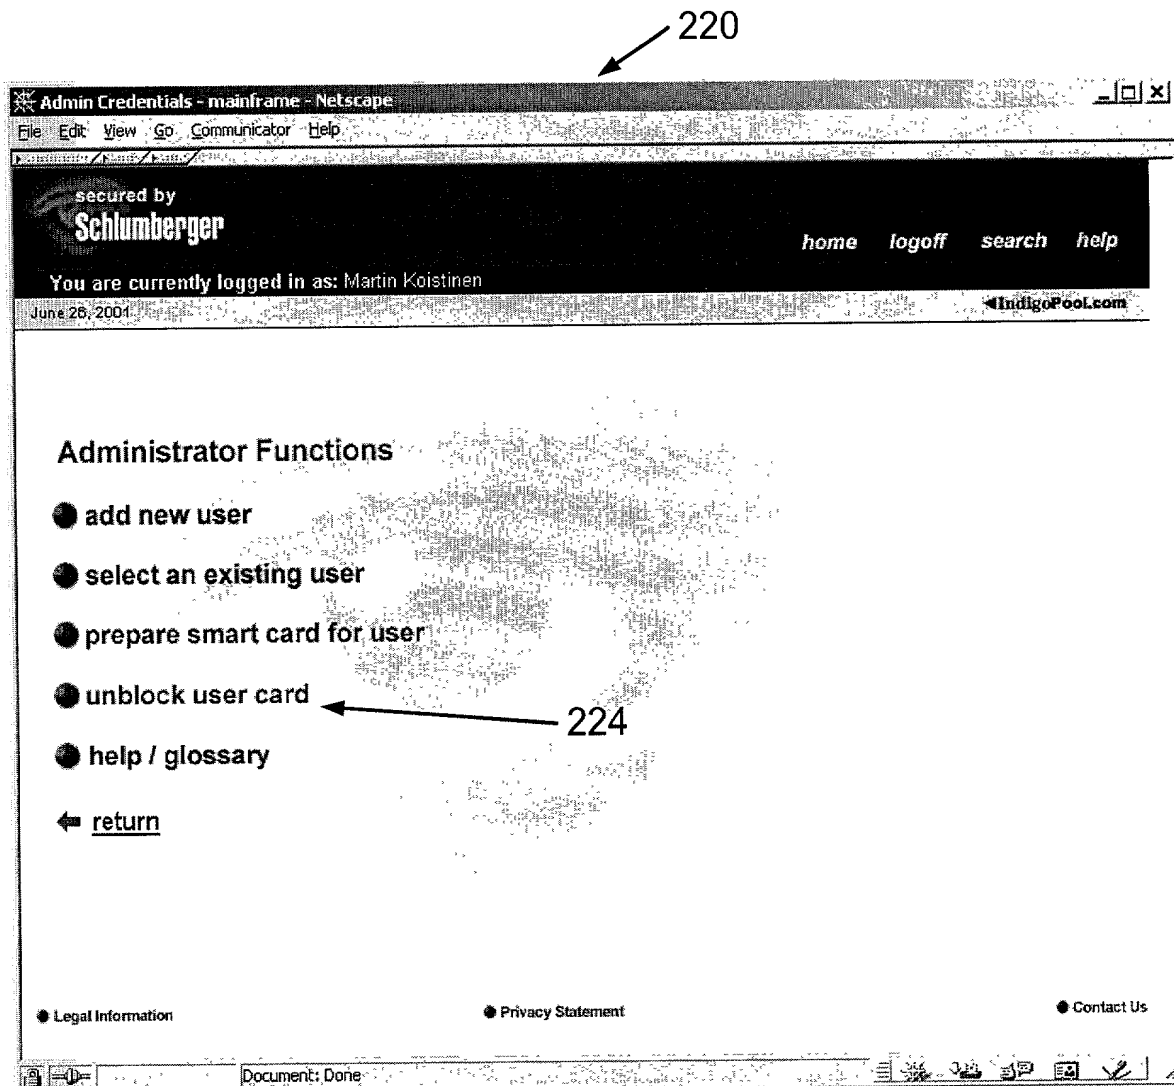 220
Admin Credentials - mainframe - Netscape
File Edit View Go Communicator Help
secured by
Schlumberger
home logoff search help
You are currently logged in as: Martin Koistinen
June 26, 2001
IndigoPool.com
Administrator Functions
add new user
select an existing user
prepare smart card for user
unblock user card
224
help / glossary
return
Legal Information
Privacy Statement
Contact Us
Document: Done